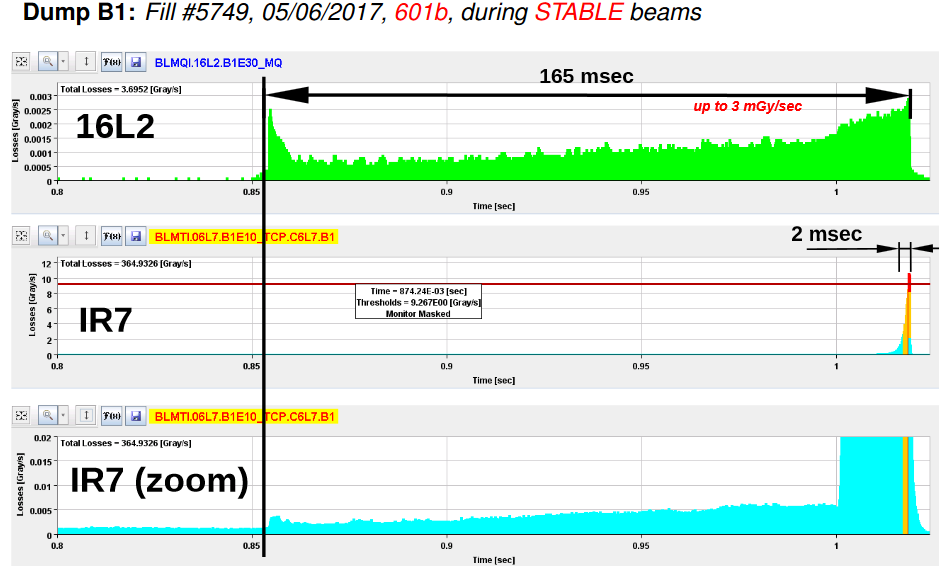 Dump B1: Fill #5749, 05/06/2017, 601b, during STABLE beams
F(x)
BLMQI.16L2.B1E30_MQ
165 msec
up to 3 mGy/sec
Total Losses = 3.6952 [Gray/s]
16L2
Losses [Gray/s]
0.003
0.0025
0.002
0.0015
0.001
0.0005
0
0.8
0.85
0.9
0.95
1
Time [sec]
F(x)
BLMTI.06L7.B1E10_TCP.C6L7.B1
2 msec
Total Losses = 364.9326 [Gray/s]
IR7
Losses [Gray/s]
12
10
8
6
4
2
0
Time = 874.24E-03 [sec]
Thresholds = 9.267E00 [Gray/s]
Monitor Masked
0.8
0.85
0.9
0.95
1
Time [sec]
F(x)
BLMTI.06L7.B1E10_TCP.C6L7.B1
Total Losses = 364.9326 [Gray/s]
IR7 (zoom)
Losses [Gray/s]
0.02
0.015
0.01
0.005
0
0.8
0.85
0.9
0.95
1
Time [sec]